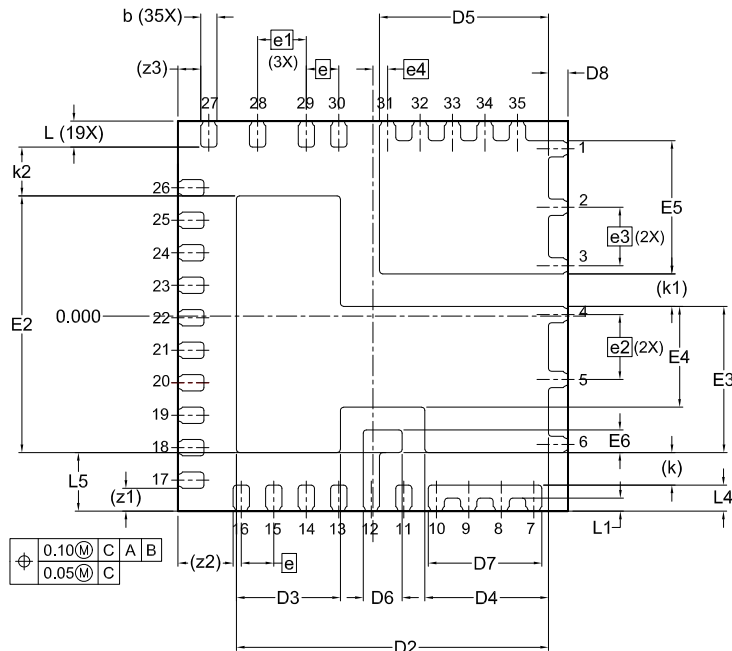 D5
b (35X)
e1
(3X)
e
e4
(z3)
D8
27
28
29
30
31
32
33
34
35
L (19X)
1
k2
26
2
E5
25
e3 (2X)
24
3
23
(k1)
0.000
22
4
E2
21
e2 (2X)
E4
E3
20
5
19
18
6
E6
L5
17
(k)
(z1)
L4
16
15
14
13
12
11
10
9
8
7
L1
⌖ 0.10Ⓜ C A B
0.05Ⓜ C
(z2)
e
D7
D3
D6
D4
D2